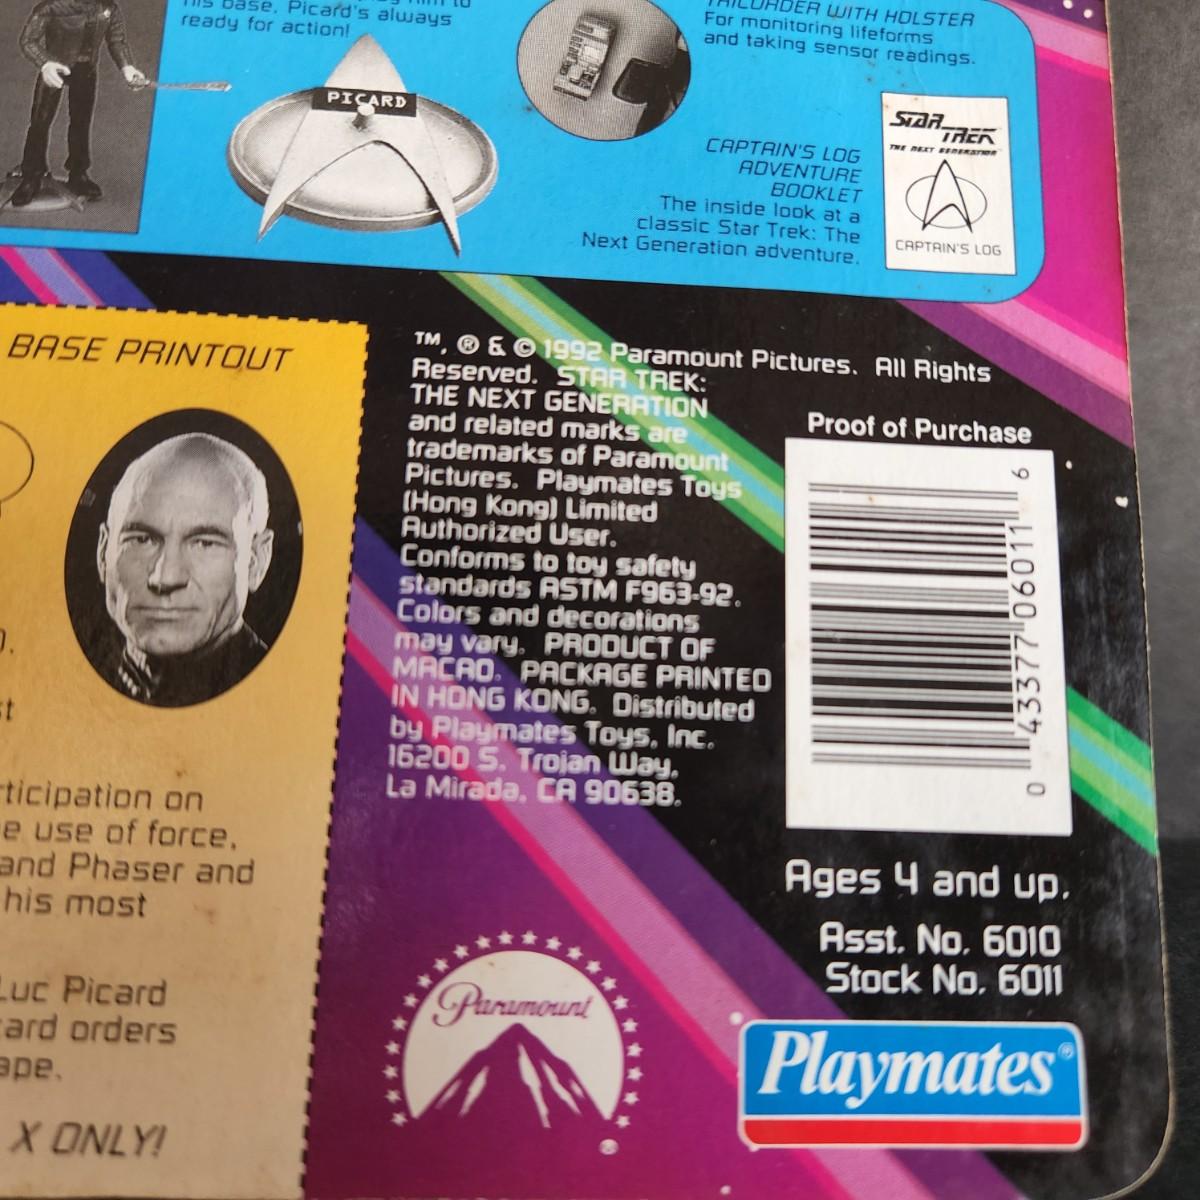 his base, Picard's always
ready for action!
PICARD
TRICORDER WITH HOLSTER
For monitoring lifeforms
and taking sensor readings.
CAPTAIN'S LOG
ADVENTURE
BOOKLET
The inside look at a
classic Star Trek: The
Next Generation adventure.
STAR TREK
THE NEXT GENERATION
CAPTAIN'S LOG
BASE PRINTOUT
rticipation on
e use of force,
and Phaser and
his most
Luc Picard
card orders
ape.
X ONLY!
™, ® & © 1992 Paramount Pictures. All Rights
Reserved. STAR TREK:
THE NEXT GENERATION
and related marks are
trademarks of Paramount
Pictures. Playmates Toys
(Hong Kong) Limited
Authorized User.
Conforms to toy safety
standards ASTM F963-92.
Colors and decorations
may vary. PRODUCT OF
MACAO. PACKAGE PRINTED
IN HONG KONG. Distributed
by Playmates Toys, Inc.
16200 S. Trojan Way,
La Mirada, CA 90638.
Proof of Purchase
0 43377 06011 6
Ages 4 and up.
Asst. No. 6010
Stock No. 6011
Paramount
®
Playmates®